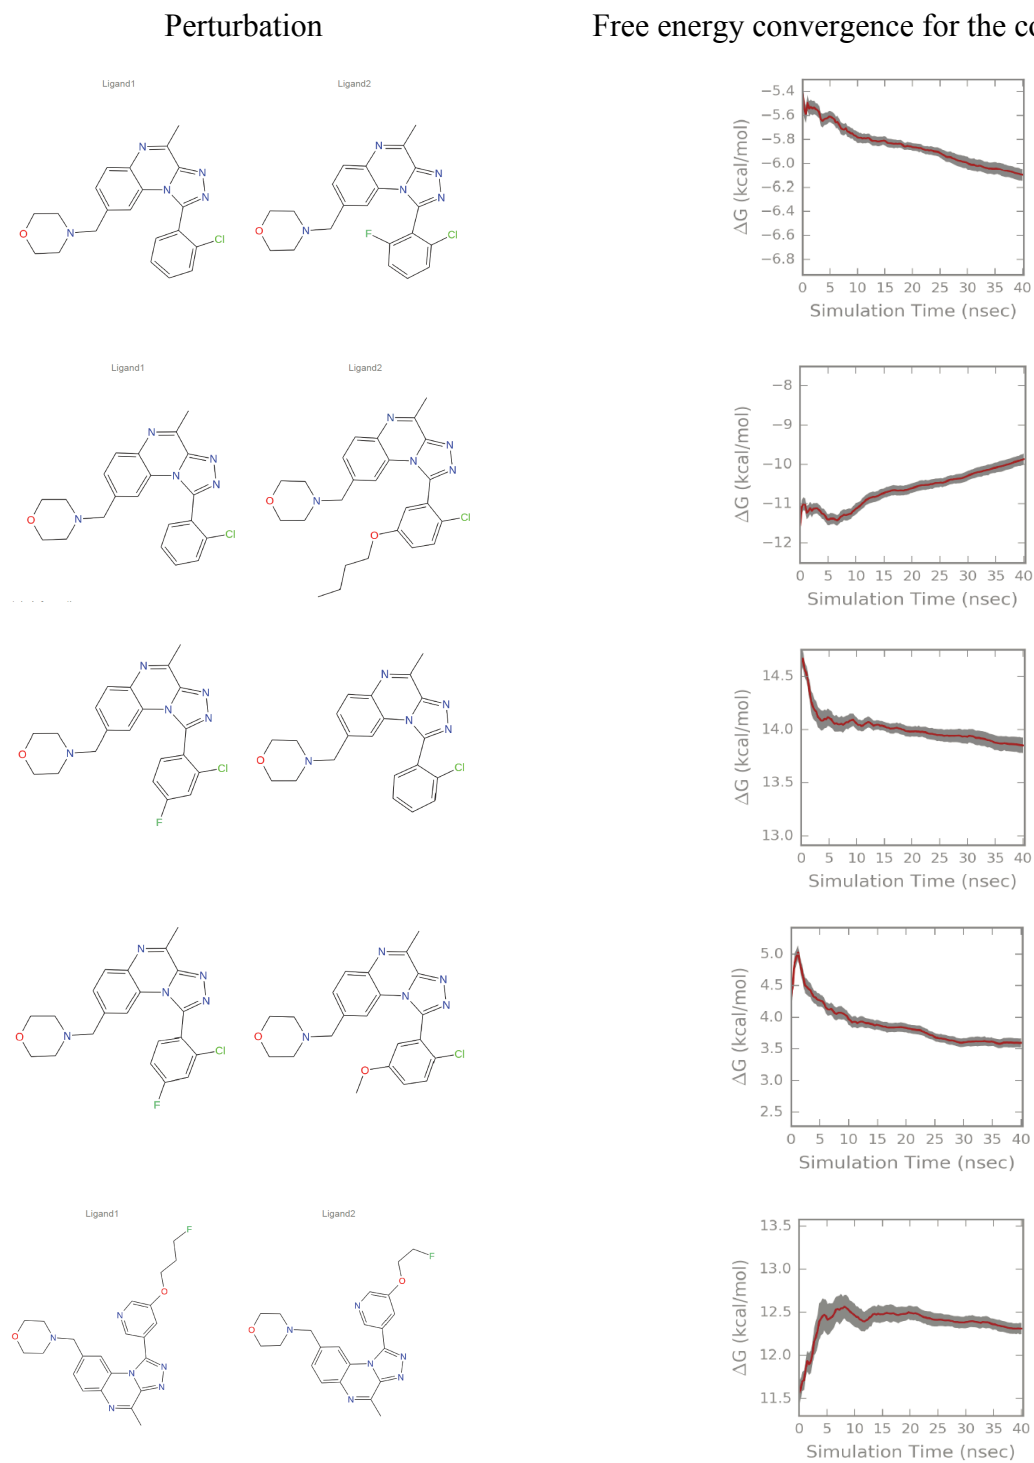 Perturbation Free energy convergence for the co
Ligand1 Ligand2
N N N N O N Cl
N N N N O N F Cl
−5.4
−5.6
−5.8
−6.0
−6.2
−6.4
−6.6
−6.8
ΔG (kcal/mol)
0 5 10 15 20 25 30 35 40
Simulation Time (nsec)
Ligand1 Ligand2
N N N N O N Cl
N N N N O N Cl O
−8
−9
−10
−11
−12
ΔG (kcal/mol)
0 5 10 15 20 25 30 35 40
Simulation Time (nsec)
N N N N O N Cl F
N N N N O N Cl
14.5
14.0
13.5
13.0
ΔG (kcal/mol)
0 5 10 15 20 25 30 35 40
Simulation Time (nsec)
N N N N O N Cl F
N N N N O N Cl O
5.0
4.5
4.0
3.5
3.0
2.5
ΔG (kcal/mol)
0 5 10 15 20 25 30 35 40
Simulation Time (nsec)
Ligand1 Ligand2
F O N O N N N N N
F O N O N N N N N
13.5
13.0
12.5
12.0
11.5
ΔG (kcal/mol)
0 5 10 15 20 25 30 35 40
Simulation Time (nsec)